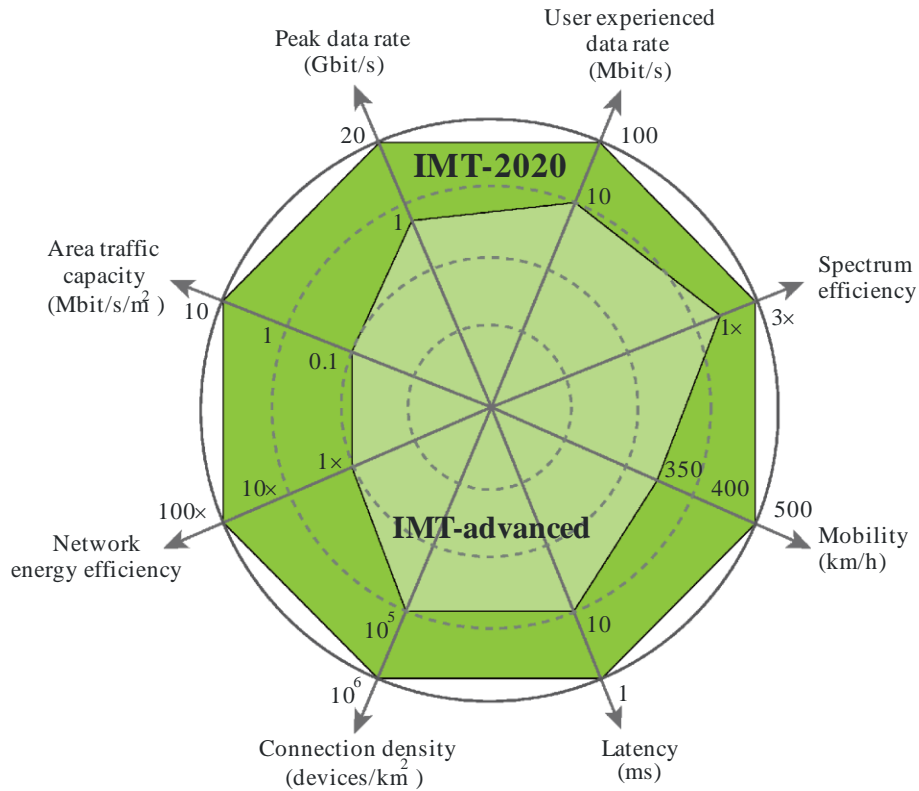 User experienced
data rate
(Mbit/s)
Peak data rate
(Gbit/s)
20
100
IMT-2020
1
10
Area traffic
capacity
(Mbit/s/m²)
Spectrum
efficiency
10
1
0.1
1×
3×
1×
10×
100×
350
400
500
Network
energy efficiency
IMT-advanced
Mobility
(km/h)
10⁵
10
10⁶
1
Connection density
(devices/km²)
Latency
(ms)